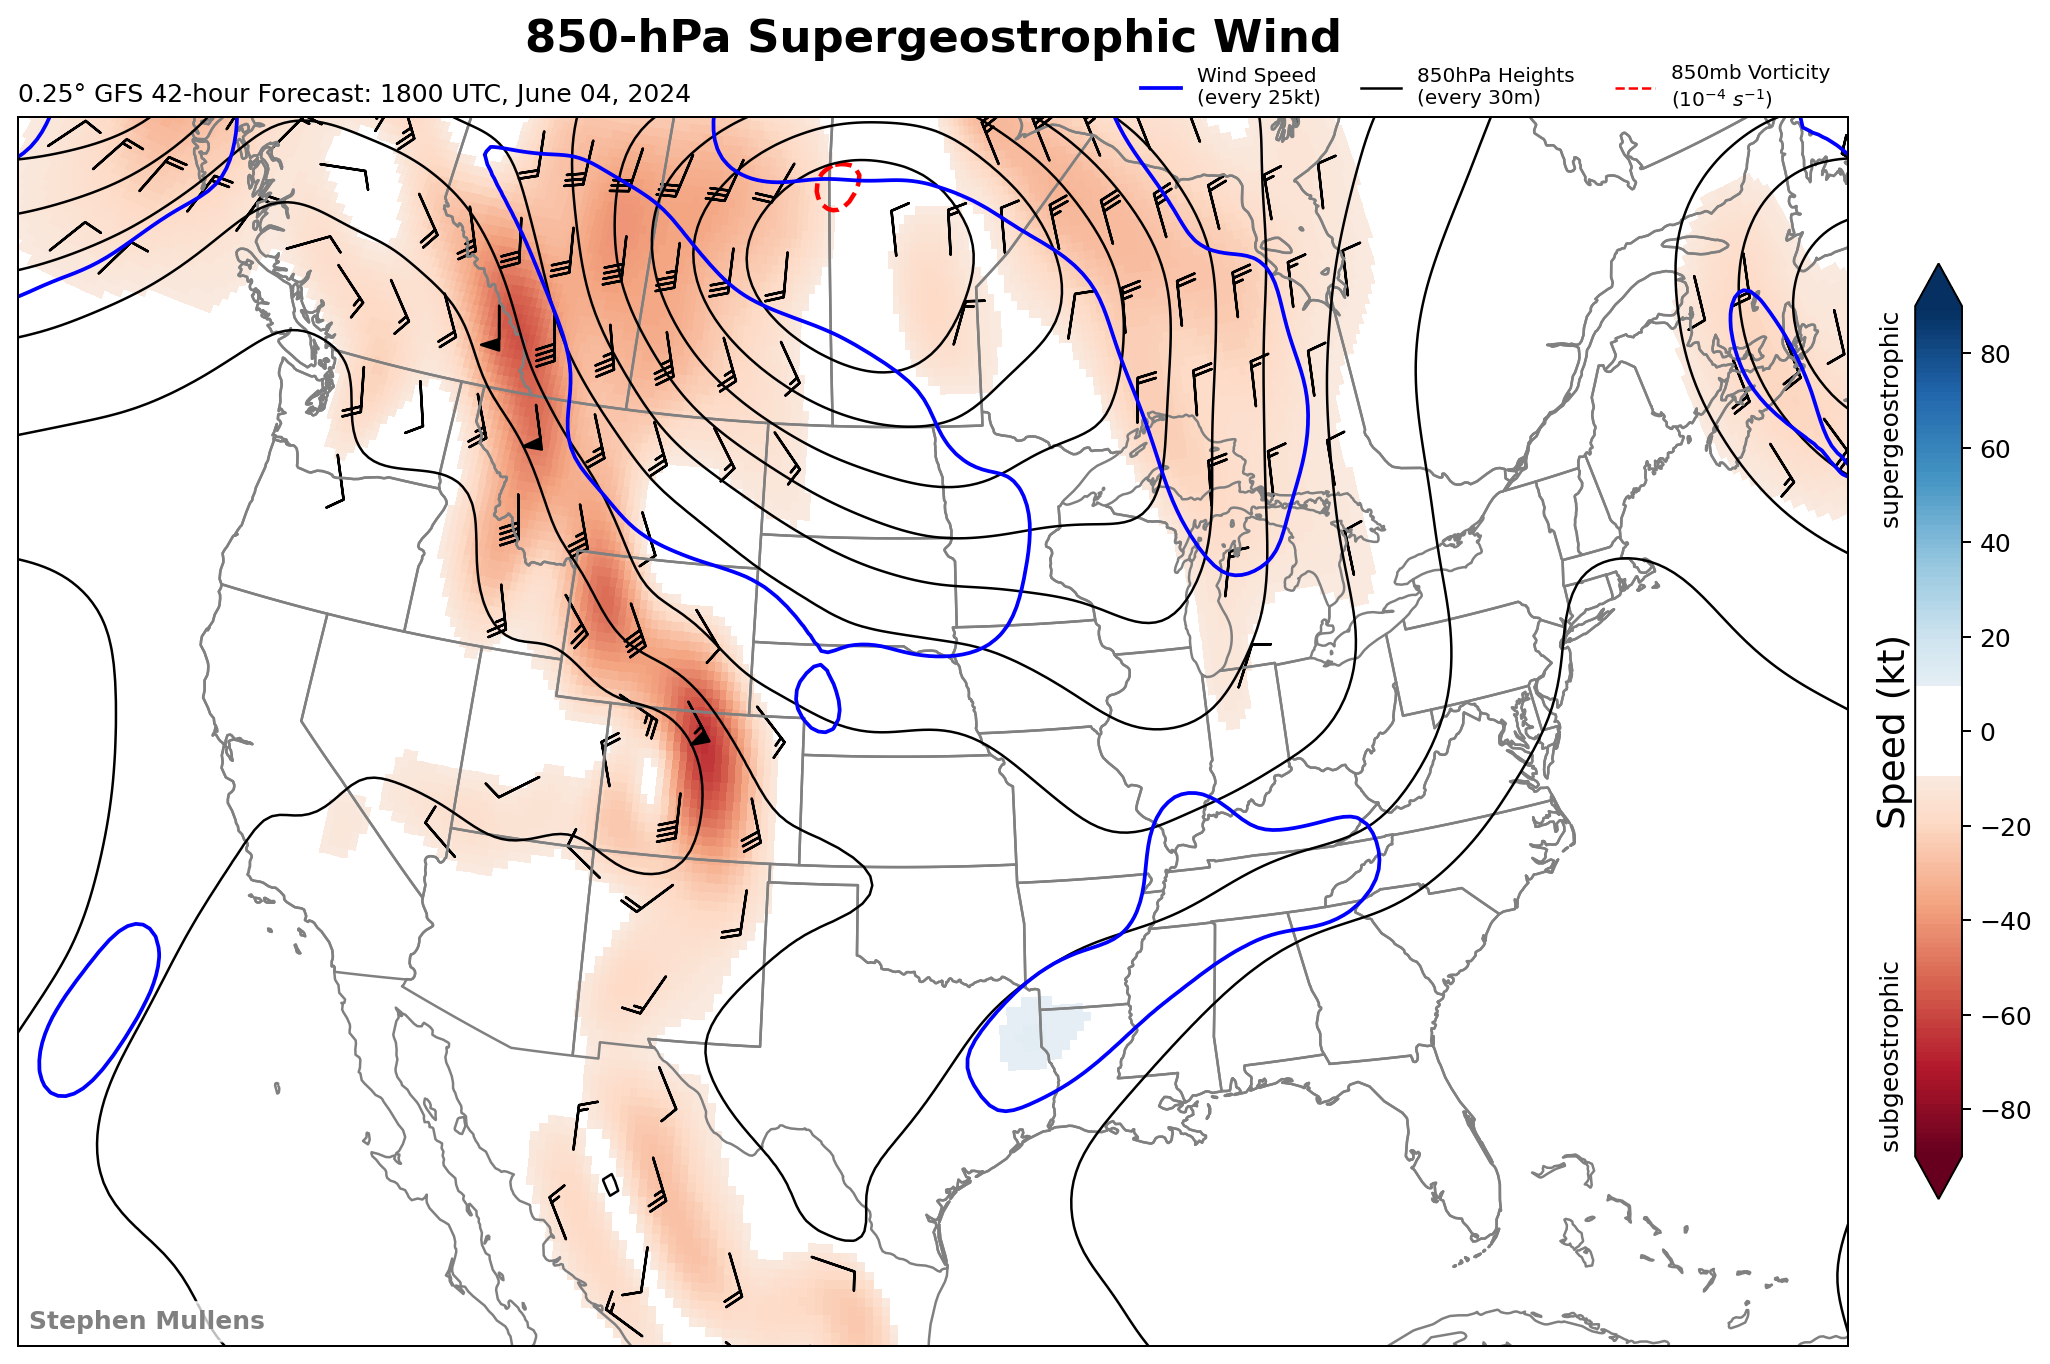 850-hPa Supergeostrophic Wind
0.25° GFS 42-hour Forecast: 1800 UTC, June 04, 2024
Wind Speed
(every 25kt)
850hPa Heights
(every 30m)
850mb Vorticity
(10⁻⁴ s⁻¹)
supergeostrophic
Speed (kt)
subgeostrophic
80
60
40
20
0
−20
−40
−60
−80
Stephen Mullens